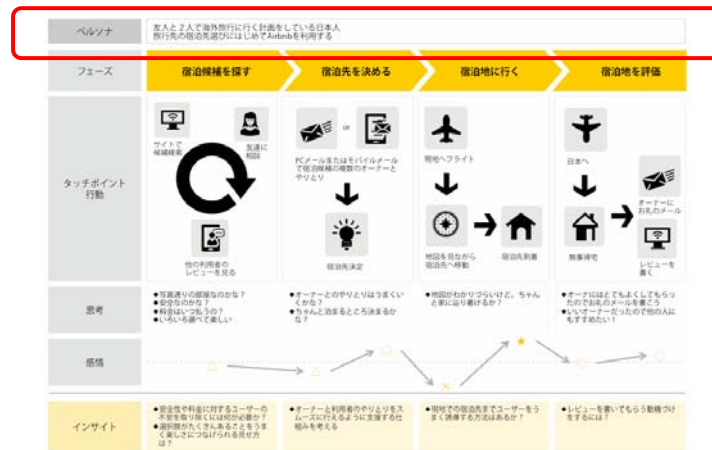 ペルソナ
友人と2人で海外旅行に行く計画をしている日本人
旅行先の宿泊先選びにはじめてAirbnbを利用する
フェーズ
宿泊候補を探す
宿泊先を決める
宿泊地に行く
宿泊地を評価
タッチポイント
行動
サイトで
候補検索
友達に
相談
他の利用者の
レビューを見る
OR
PCメールまたはモバイルメール
で宿泊候補の複数のオーナーと
やりとり
宿泊先決定
現地へフライト
地図を見ながら
宿泊先へ移動
宿泊先到着
日本へ
無事帰宅
オーナーに
お礼のメール
レビューを
書く
思考
●写真通りの部屋なのかな?
●安全なのかな?
●料金はいつ払うの?
●いろいろ選べて楽しい
●オーナーとのやりとりはうまくい
くかな?
●ちゃんと泊まるところ決まるか
な?
●地図がわかりづらいけど、ちゃん
と家に辿り着けるか?
●オーナにはとてもよくしてもらっ
たのでお礼のメールを書こう
●いいオーナーだったので他の人に
もすすめたい!
感情
インサイト
●安全性や料金に対するユーザーの
不安を取り除くには何が必要か?
●選択肢がたくさんあることをうま
く楽しさにつなげられる見せ方
は?
●オーナーと利用者のやりとりをス
ムーズに行えるように支援する仕
組みを考える
●現地での宿泊先までユーザーをう
まく誘導する方法はあるか?
●レビューを書いてもらう動機づけ
をするには?